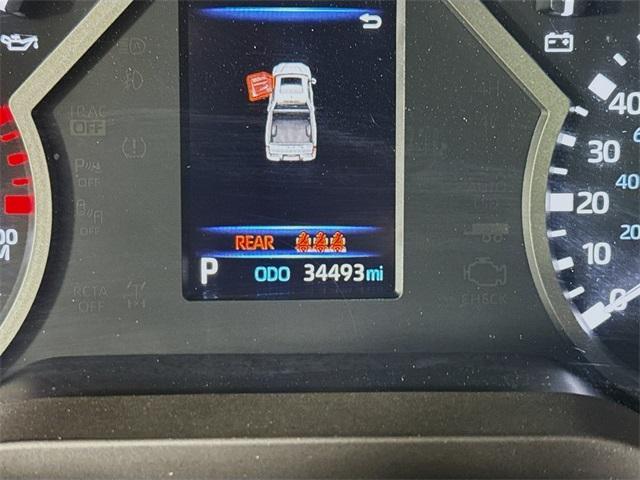 40
TRAC
OFF
30
P
OFF
40
A
OFF
20
20
REAR
10
P ODO 34493 mi
RCTA
OFF
CHECK
0